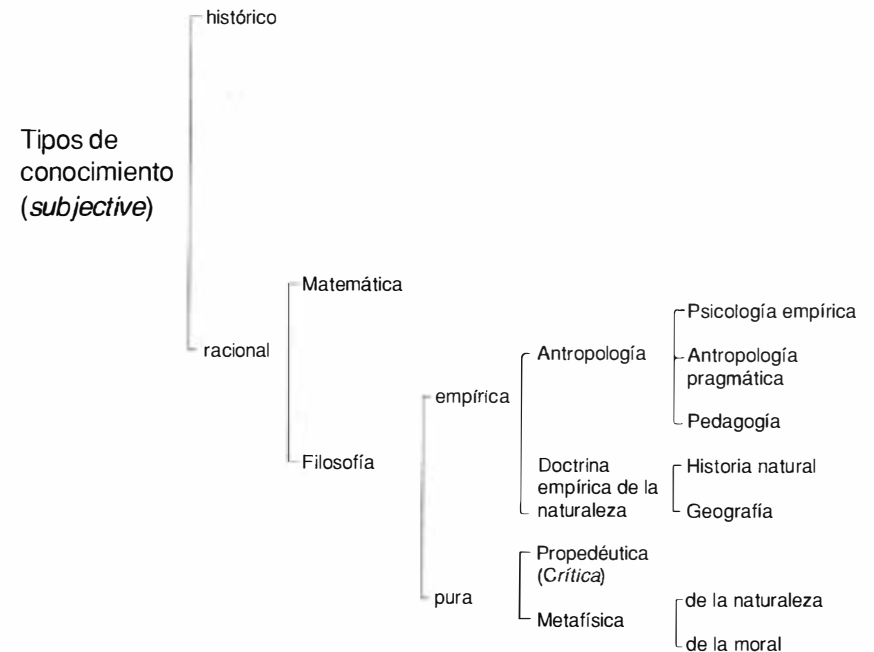 histórico
Tipos de
conocimiento
(subjective)
Matemática
racional
Filosofía
empírica
pura
Antropología
Doctrina
empírica de la
naturaleza
Propedéutica
(Crítica)
Metafísica
Psicología empírica
Antropología
pragmática
Pedagogía
Historia natural
Geografía
de la naturaleza
de la moral